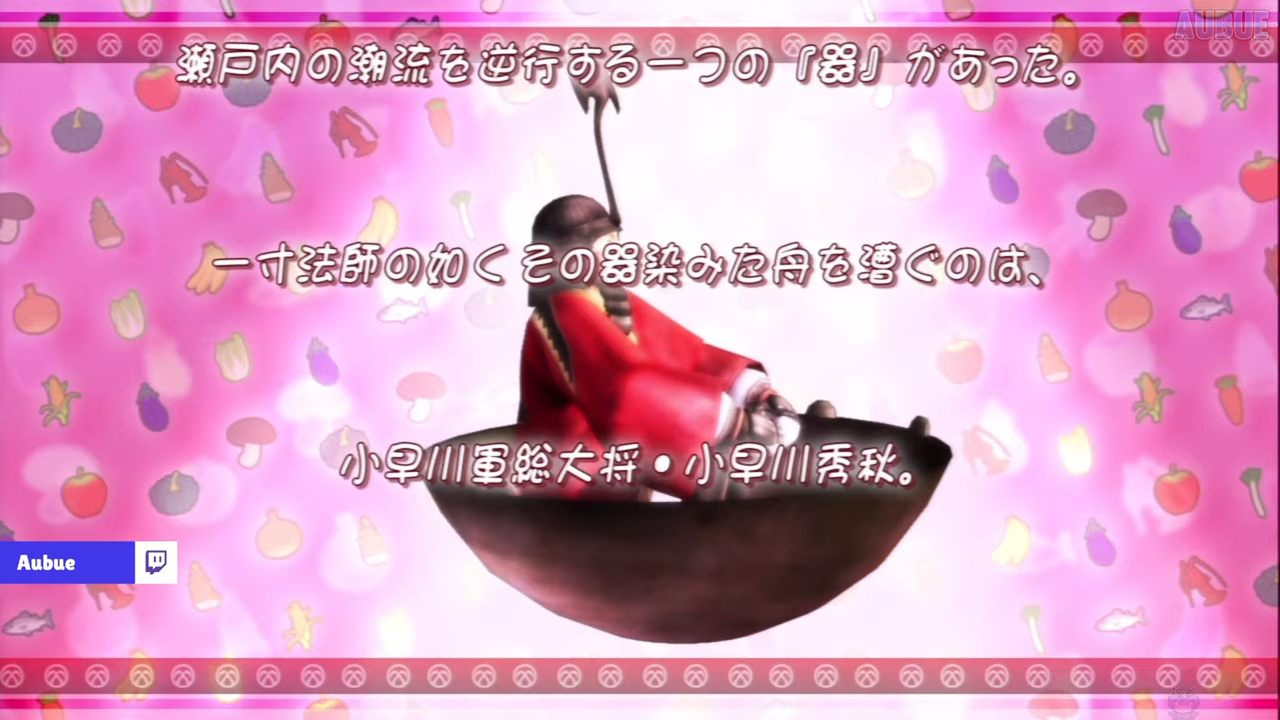 AUBUE
瀬戸内の潮流を逆行する一つの『器』があった。
一寸法師の如くその器染みた舟を漕ぐのは、
小早川軍総大将・小早川秀秋。
Aubue